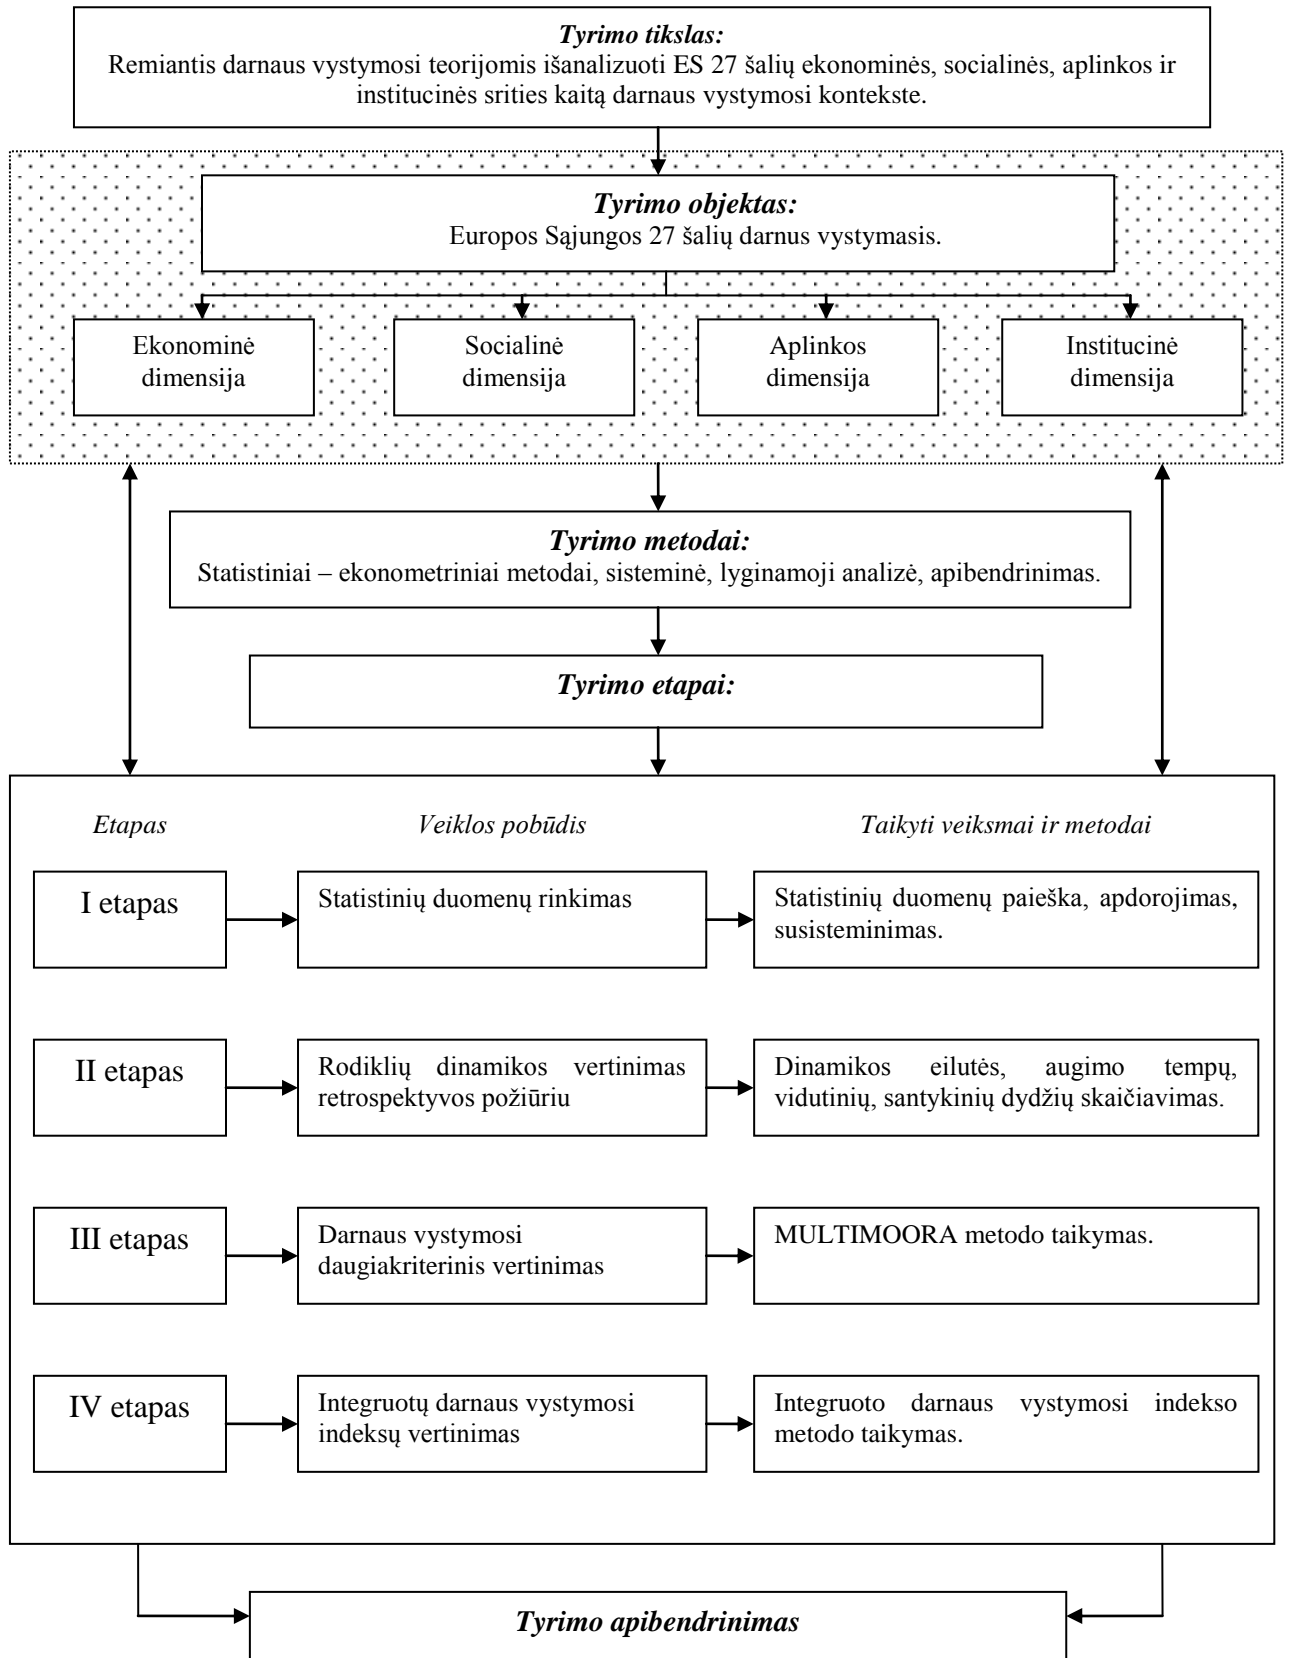 Tyrimo tikslas:
Remiantis darnaus vystymosi teorijomis išanalizuoti ES 27 šalių ekonominės, socialinės, aplinkos ir
institucinės srities kaitą darnaus vystymosi kontekste.
Tyrimo objektas:
Europos Sąjungos 27 šalių darnus vystymasis.
Ekonominė
dimensija
Socialinė
dimensija
Aplinkos
dimensija
Institucinė
dimensija
Tyrimo metodai:
Statistiniai – ekonometriniai metodai, sisteminė, lyginamoji analizė, apibendrinimas.
Tyrimo etapai:
Etapas
Veiklos pobūdis
Taikyti veiksmai ir metodai
I etapas
Statistinių duomenų rinkimas
Statistinių duomenų paieška, apdorojimas,
susisteminimas.
II etapas
Rodiklių dinamikos vertinimas
retrospektyvos požiūriu
Dinamikos eilutės, augimo tempų,
vidutinių, santykinių dydžių skaičiavimas.
III etapas
Darnaus vystymosi
daugiakriterinis vertinimas
MULTIMOORA metodo taikymas.
IV etapas
Integruotų darnaus vystymosi
indeksų vertinimas
Integruoto darnaus vystymosi indekso
metodo taikymas.
Tyrimo apibendrinimas